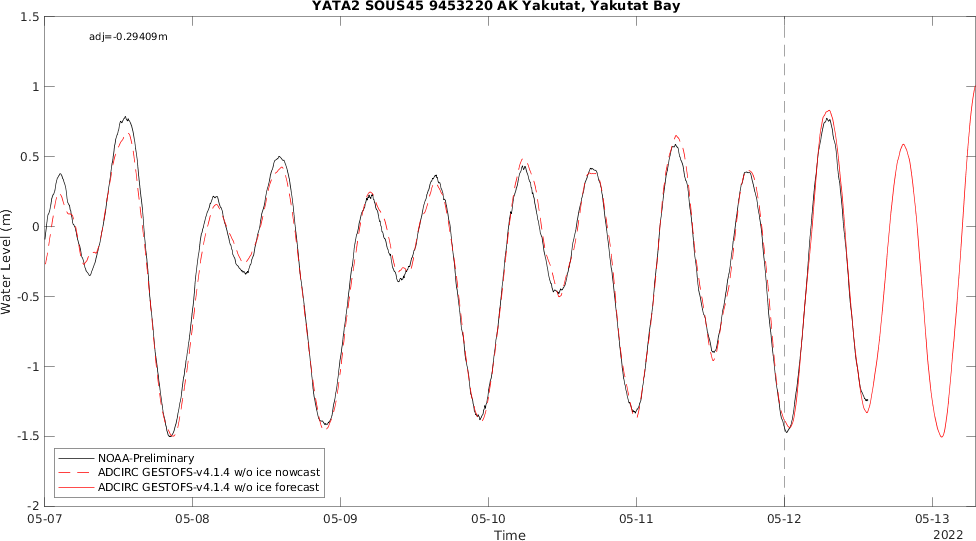 YATA2 SOUS45 9453220 AK Yakutat, Yakutat Bay
adj=-0.29409m
1.5
1
0.5
0
-0.5
-1
-1.5
-2
Water Level (m)
NOAA-Preliminary
ADCIRC GESTOFS-v4.1.4 w/o ice nowcast
ADCIRC GESTOFS-v4.1.4 w/o ice forecast
05-07 05-08 05-09 05-10 05-11 05-12 05-13
Time
2022